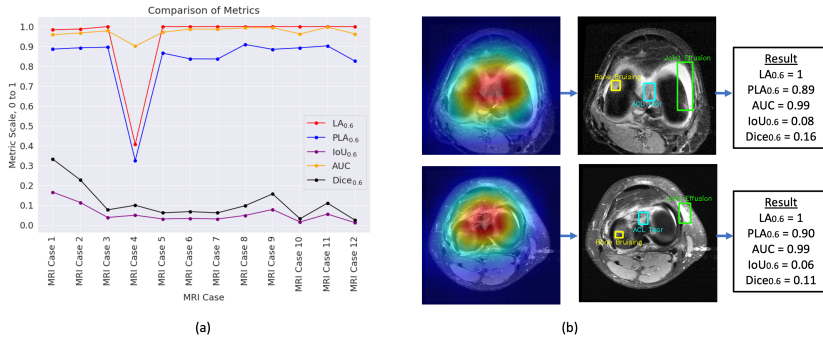 Comparison of Metrics
1.0
0.9
0.8
0.7
0.6
0.5
0.4
0.3
0.2
0.1
0.0
Metric Scale, 0 to 1
LA0.6
PLA0.6
IoU0.6
AUC
Dice0.6
MRI Case 1
MRI Case 2
MRI Case 3
MRI Case 4
MRI Case 5
MRI Case 6
MRI Case 7
MRI Case 8
MRI Case 9
MRI Case 10
MRI Case 11
MRI Case 12
MRI Case
(a)
Bone Bruising
ACL Tear
Joint Effusion
Result
LA0.6 = 1
PLA0.6 = 0.89
AUC = 0.99
IoU0.6 = 0.08
Dice0.6 = 0.16
Bone Bruising
ACL Tear
Joint Effusion
Result
LA0.6 = 1
PLA0.6 = 0.90
AUC = 0.99
IoU0.6 = 0.06
Dice0.6 = 0.11
(b)